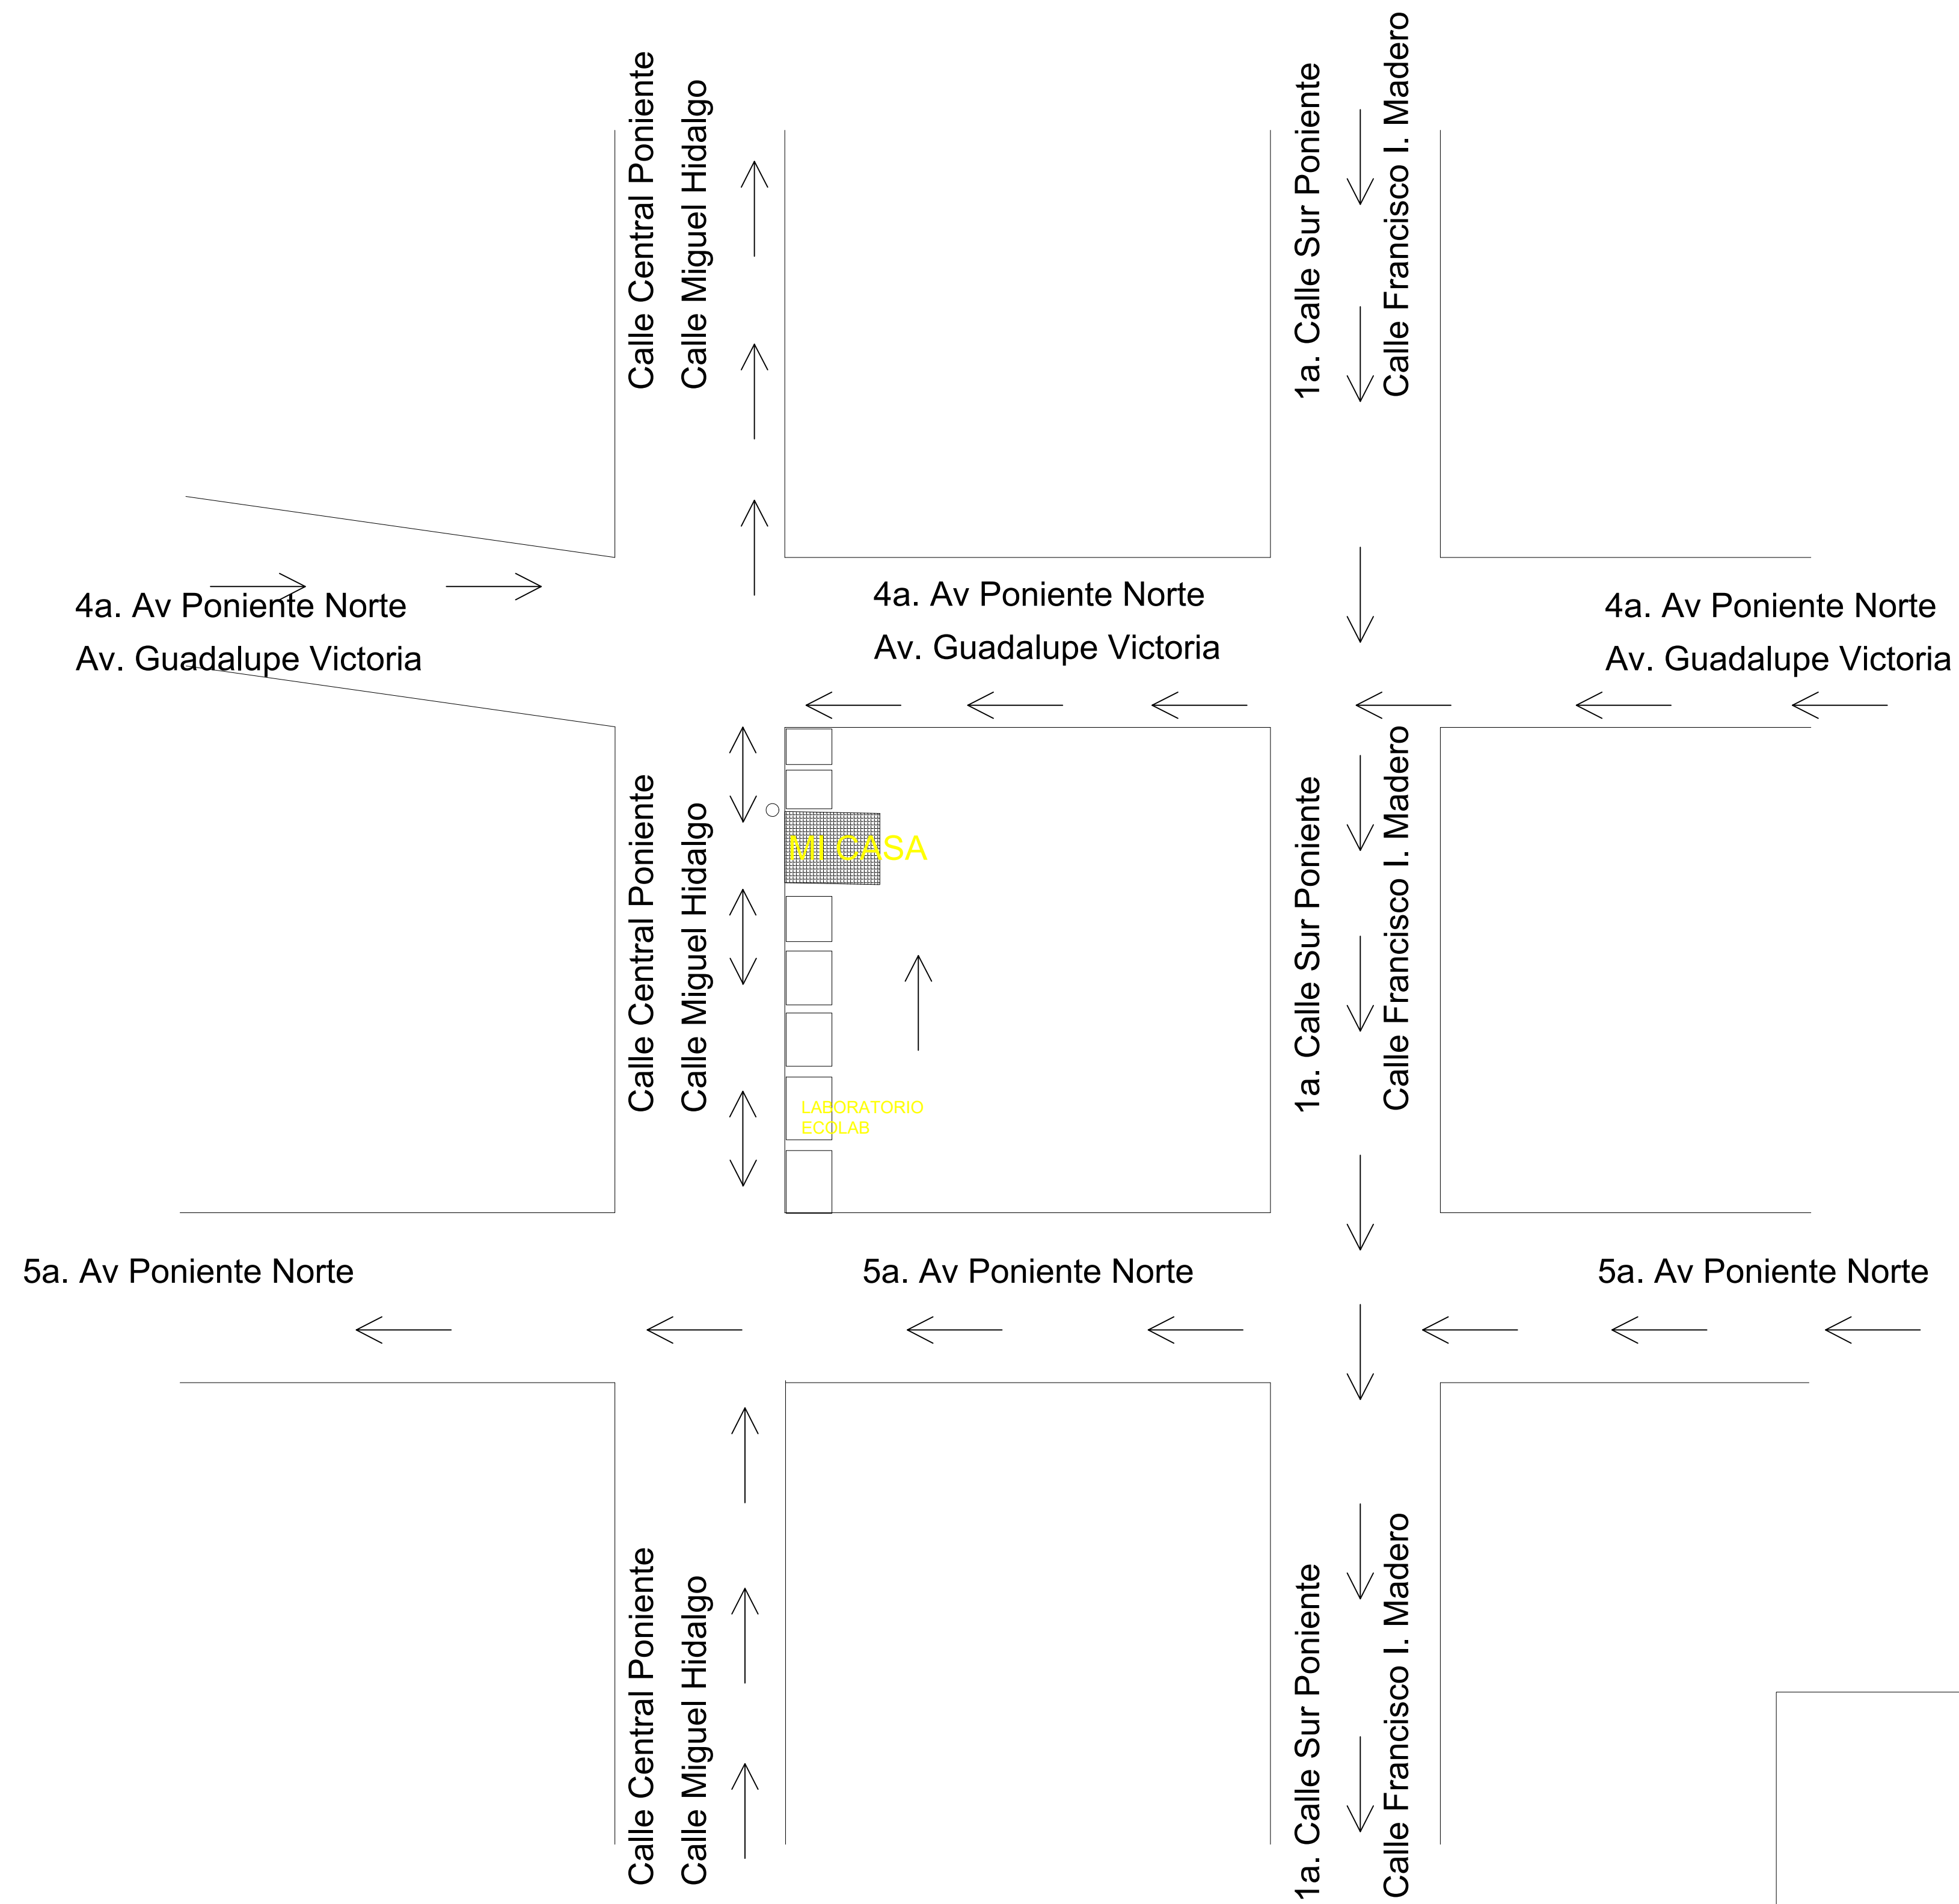 Calle Central Poniente
Calle Miguel Hidalgo
1a. Calle Sur Poniente
Calle Francisco I. Madero
4a. Av Poniente Norte
Av. Guadalupe Victoria
4a. Av Poniente Norte
Av. Guadalupe Victoria
4a. Av Poniente Norte
Av. Guadalupe Victoria
Calle Central Poniente
Calle Miguel Hidalgo
MI CASA
LABORATORIO
ECOLAB
1a. Calle Sur Poniente
Calle Francisco I. Madero
5a. Av Poniente Norte
5a. Av Poniente Norte
5a. Av Poniente Norte
Calle Central Poniente
Calle Miguel Hidalgo
1a. Calle Sur Poniente
Calle Francisco I. Madero